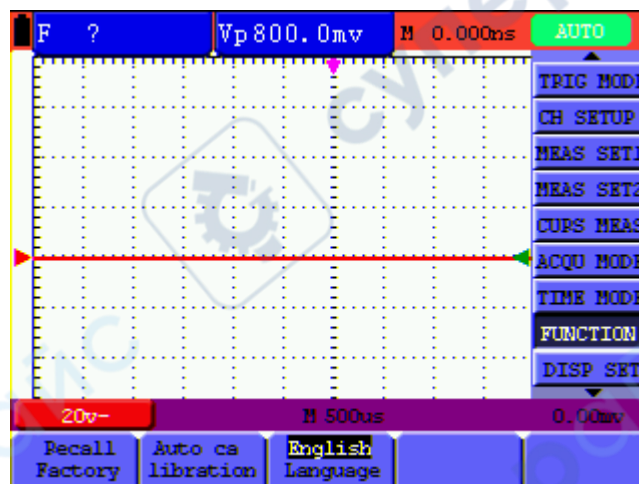 F ? Vp800.0mv M 0.000ns AUTO
TRIG MODE
CH SETUP
MEAS SET1
MEAS SET2
CURS MEAS
ACQU MODE
TIME MODE
FUNCTION
DISP SET
20v- M 500us 0.00mv
Recall Auto ca English
Factory libration Language